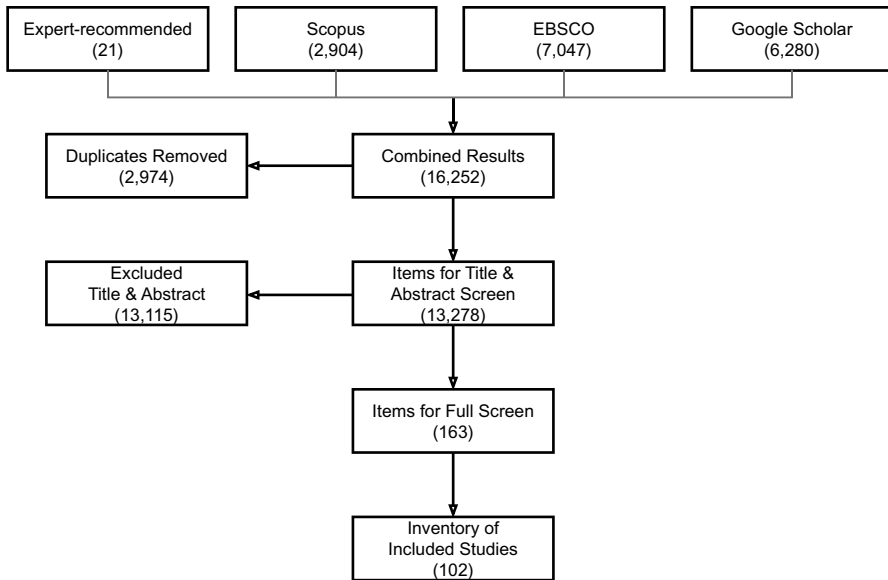 Expert-recommended
(21)
Scopus
(2,904)
EBSCO
(7,047)
Google Scholar
(6,280)
Duplicates Removed
(2,974)
Combined Results
(16,252)
Excluded
Title & Abstract
(13,115)
Items for Title &
Abstract Screen
(13,278)
Items for Full Screen
(163)
Inventory of
Included Studies
(102)